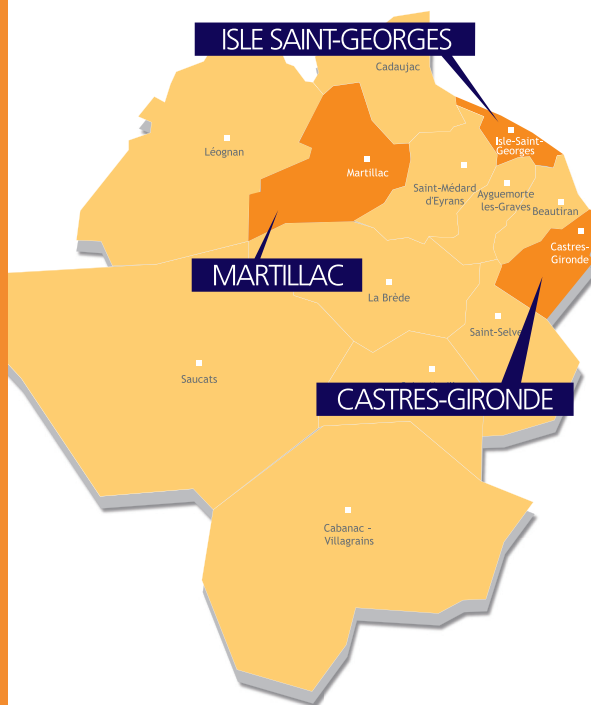 ISLE SAINT-GEORGES
Cadaujac
Isle-Saint-
Georges
Léognan
Martillac
Saint-Médard
d'Eyrans
Ayguemorte
les-Graves
Beautiran
Castres-
Gironde
MARTILLAC
La Brède
Saint-Selve
Saucats
CASTRES-GIRONDE
Cabanac -
Villagrains